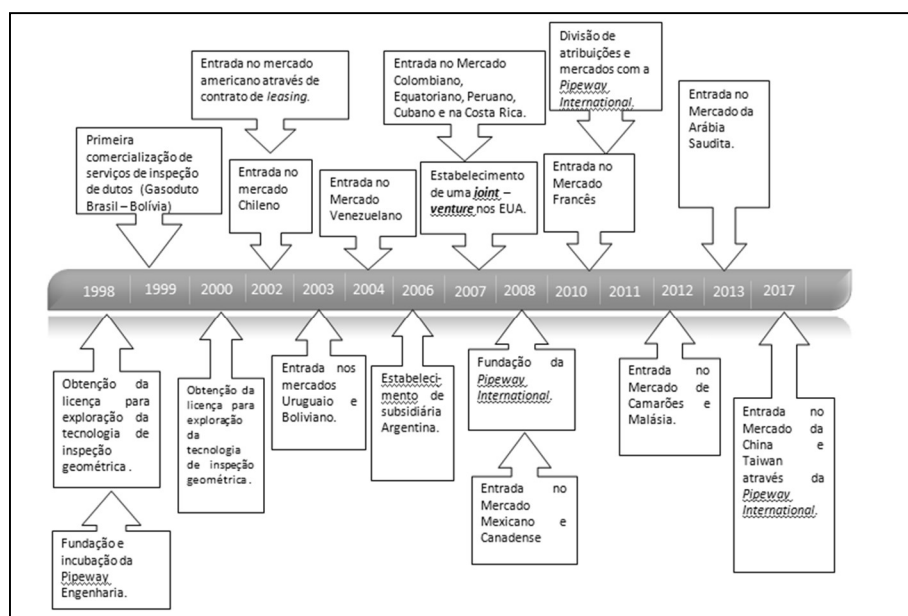 Entrada no mercado
americano através de
contrato de leasing.
Entrada no Mercado
Colombiano,
Equatoriano, Peruano,
Cubano e na Costa Rica.
Divisão de
atribuições e
mercados com a
Pipeway
International.
Entrada no
Mercado da
Arábia
Saudita.
Primeira
comercialização de
serviços de inspeção
de dutos (Gasoduto
Brasil – Bolívia)
Entrada no
mercado
Chileno
Entrada no
Mercado
Venezuelano
Estabelecimento
de uma joint –
venture nos EUA.
Entrada no
Mercado
Francês
1998 1999 2000 2002 2003 2004 2006 2007 2008 2010 2011 2012 2013 2017
Obtenção da
licença para
exploração da
tecnologia de
inspeção
geométrica.
Obtenção da
licença para
exploração
da
tecnologia
de inspeção
geométrica.
Entrada nos
mercados
Uruguaio e
Boliviano.
Estabeleci-
mento de
subsidiária
Argentina.
Fundação da
Pipeway
International.
Entrada no
Mercado de
Camarões e
Malásia.
Entrada no
Mercado da
China e
Taiwan
através da
Pipeway
International.
Fundação e
incubação da
Pipeway
Engenharia.
Entrada no
Mercado
Mexicano e
Canadense